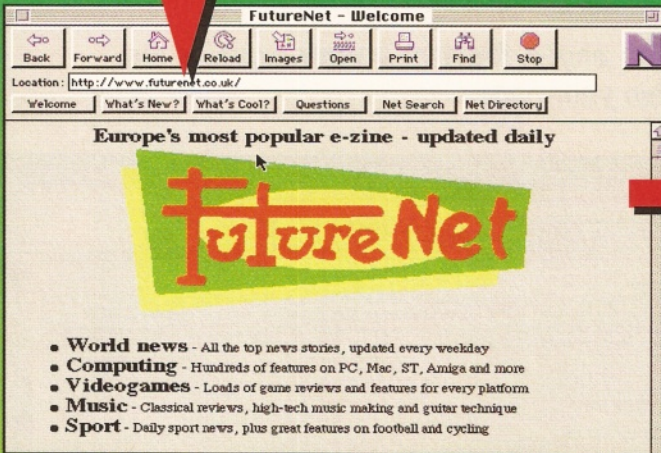 FutureNet - Welcome
Back Forward Home Reload Images Open Print Find Stop
N
Location: http://www.futurenet.co.uk/
Welcome What's New? What's Cool? Questions Net Search Net Directory
Europe's most popular e-zine - updated daily
FutureNet
• World news - All the top news stories, updated every weekday
• Computing - Hundreds of features on PC, Mac, ST, Amiga and more
• Videogames - Loads of game reviews and features for every platform
• Music - Classical reviews, high-tech music making and guitar technique
• Sport - Daily sport news, plus great features on football and cycling